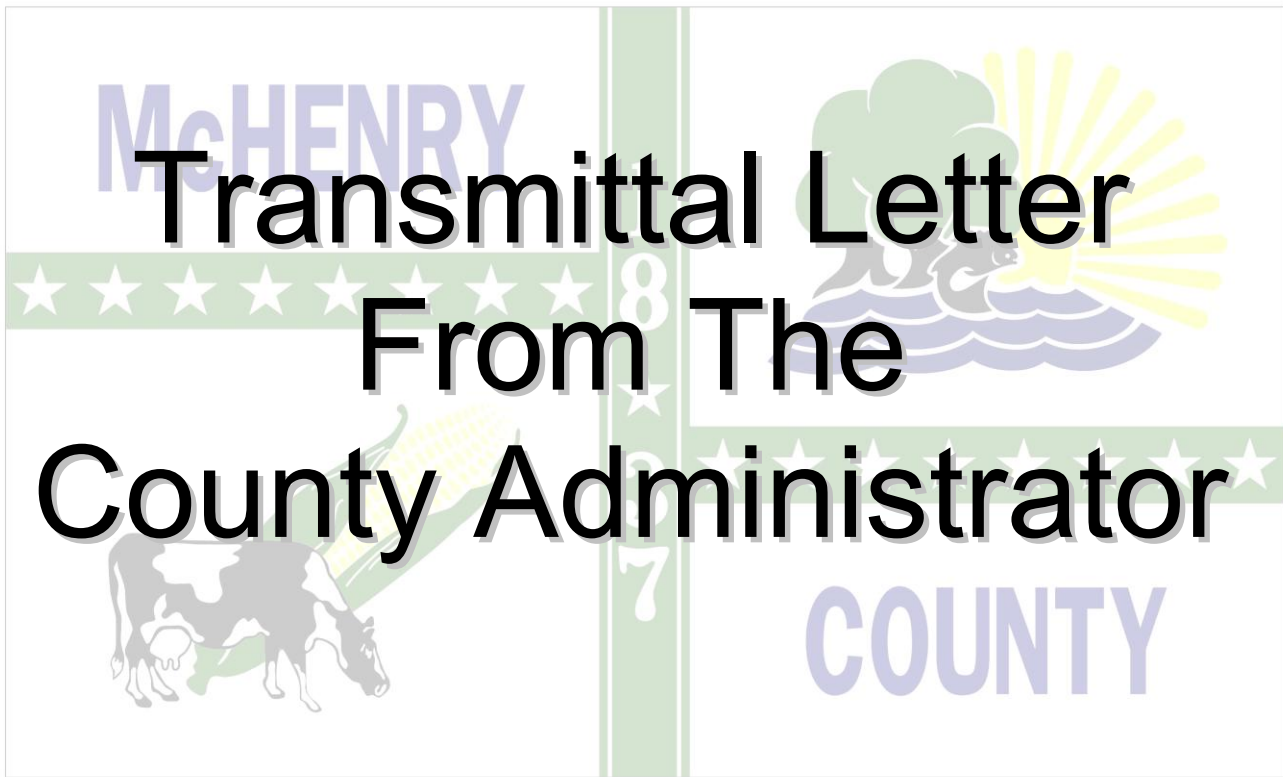 McHENRY
Transmittal Letter
8
From The
County Administrator
7
COUNTY